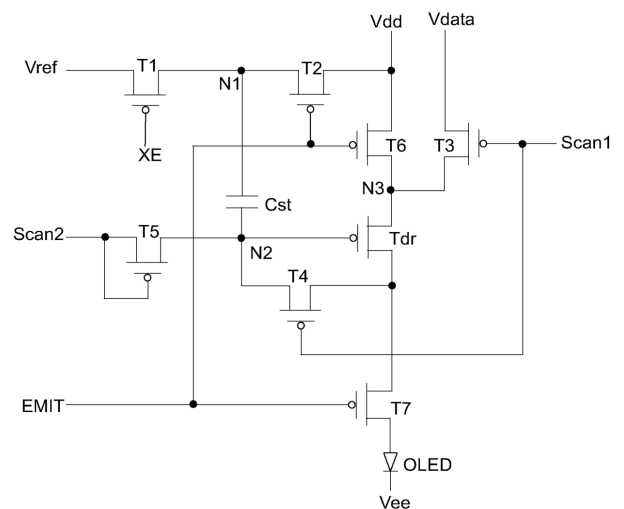 Vdd
Vdata
Vref
T1
T2
N1
XE
T6
T3
Scan1
N3
Cst
Scan2
T5
N2
Tdr
T4
EMIT
T7
OLED
Vee